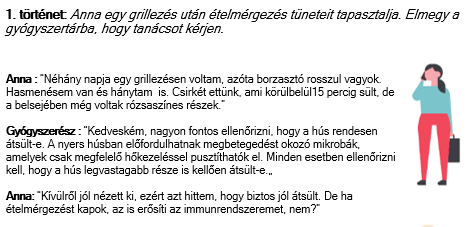 1. történet: Anna egy grillezés után ételmérgezés tüneteit tapasztalja. Elmegy a
gyógyszertárba, hogy tanácsot kérjen.
Anna : "Néhány napja egy grillezésen voltam, azóta borzasztó rosszul vagyok.
Hasmenésem van és hánytam  is. Csirkét ettünk, ami körülbelül15 percig sült, de
a belsejében még voltak rózsaszínes részek."
Gyógyszerész : "Kedveském, nagyon fontos ellenőrizni, hogy a hús rendesen
átsült-e. A nyers húsban előfordulhatnak megbetegedést okozó mikrobák,
amelyek csak megfelelő hőkezeléssel pusztíthatók el. Minden esetben ellenőrizni
kell, hogy a hús legvastagabb része is kellően átsült-e.„
Anna: "Kívülről jól nézett ki, ezért azt hittem, hogy biztos jól átsült. De ha
ételmérgezést kapok, az is erősíti az immunrendszeremet, nem?"